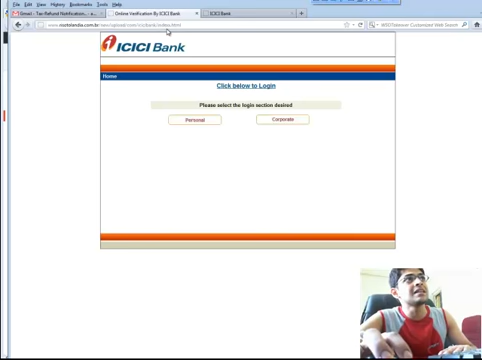 File Edit View History Bookmarks Tools Help
Gmail - Tax Refund Notification...
Online Verification By ICICI Bank
ICICI Bank
ICICI Bank
Home
Click below to Login
Please select the login section desired
Personal
Corporate